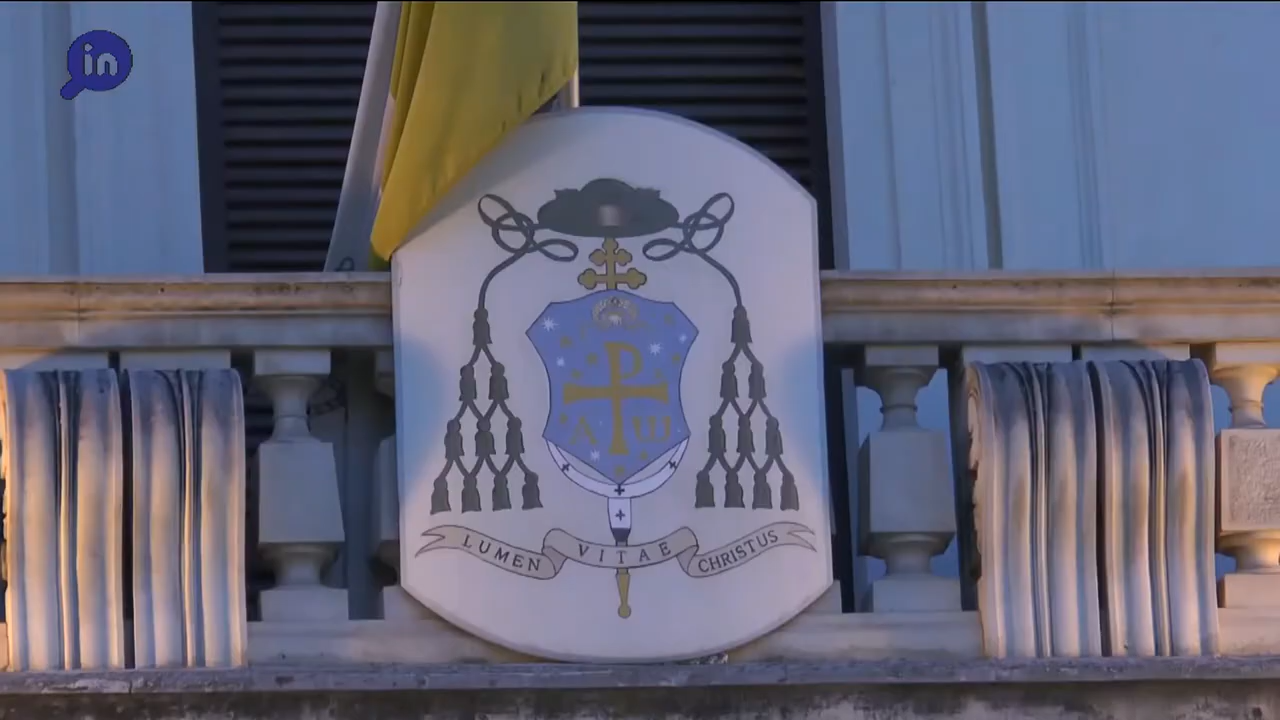 in
LUMEN VITAE CHRISTUS
Α ω